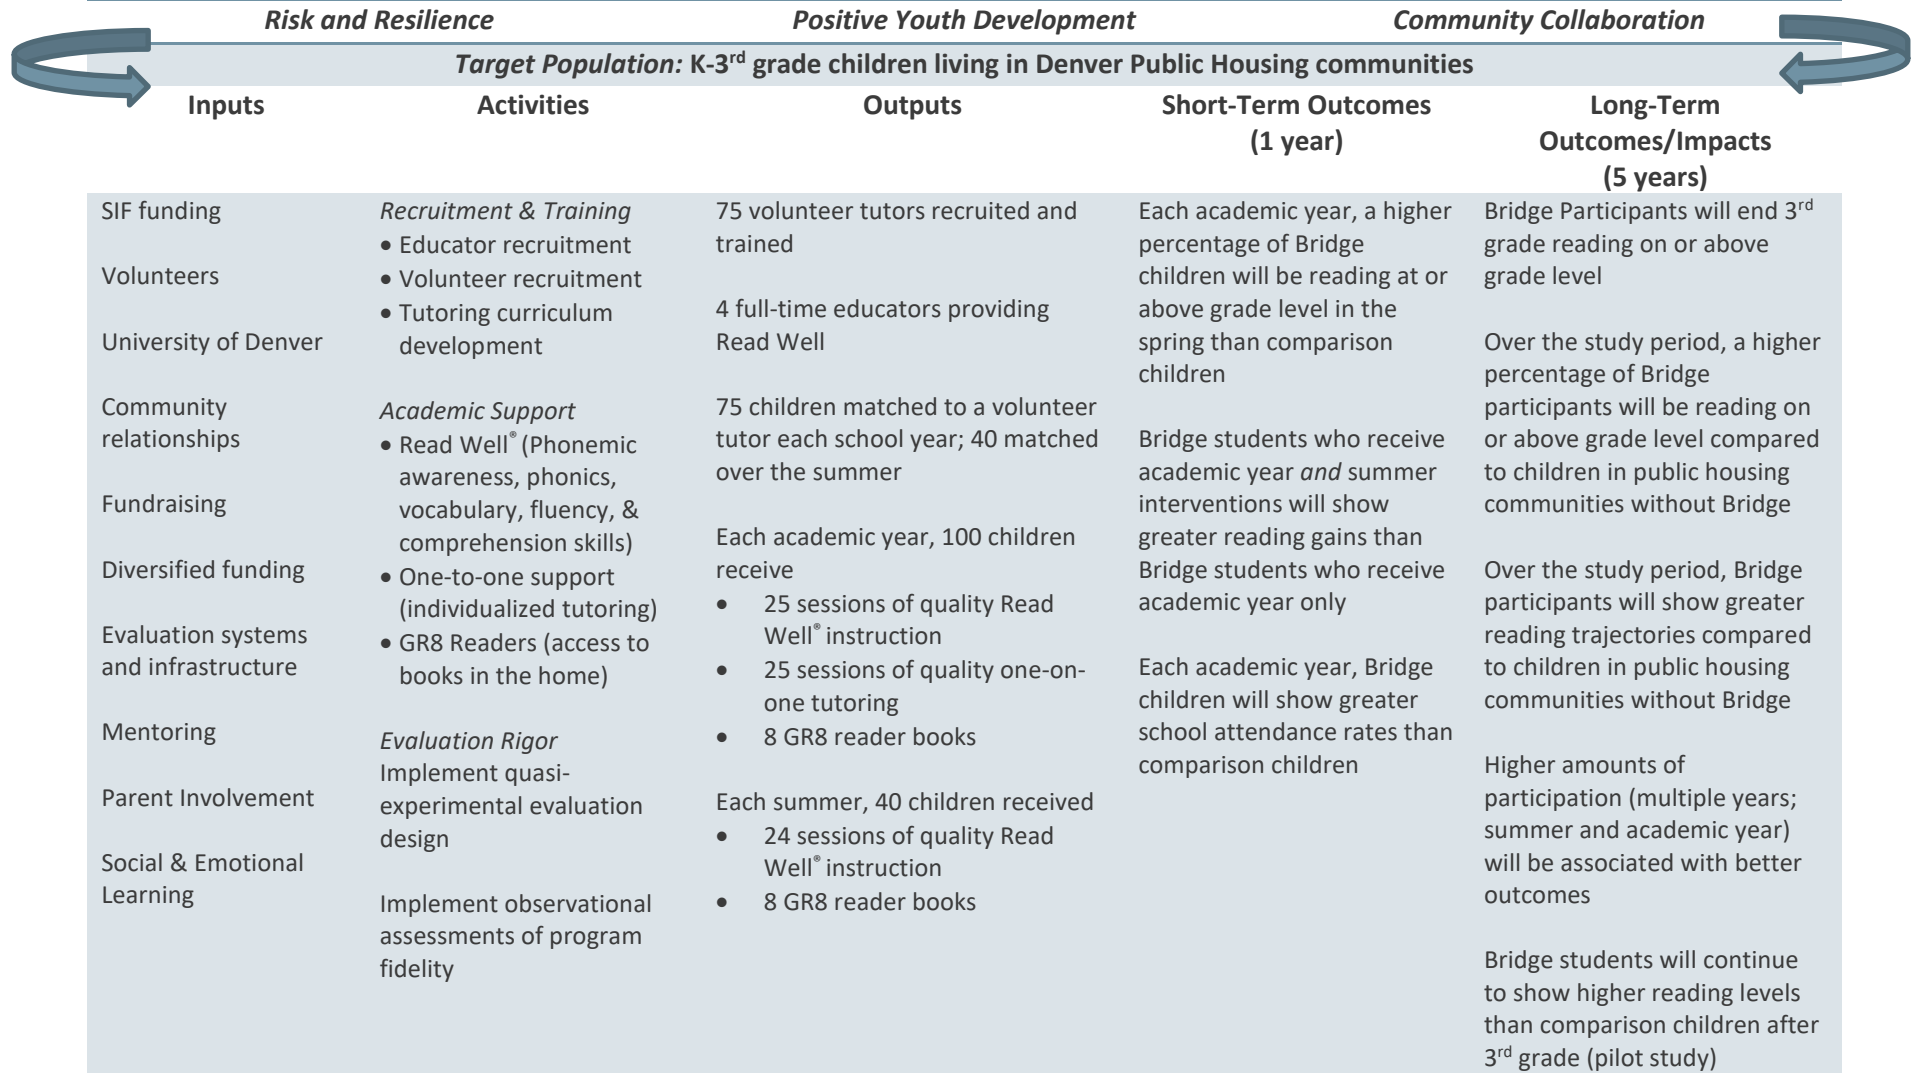 Risk and Resilience
Positive Youth Development
Community Collaboration
Target Population: K-3rd grade children living in Denver Public Housing communities
Inputs
Activities
Outputs
Short-Term Outcomes
(1 year)
Long-Term
Outcomes/Impacts
(5 years)
SIF funding
Volunteers
University of Denver
Community
relationships
Fundraising
Diversified funding
Evaluation systems
and infrastructure
Mentoring
Parent Involvement
Social & Emotional
Learning
Recruitment & Training
• Educator recruitment
• Volunteer recruitment
• Tutoring curriculum
development
Academic Support
• Read Well® (Phonemic
awareness, phonics,
vocabulary, fluency, &
comprehension skills)
• One-to-one support
(individualized tutoring)
• GR8 Readers (access to
books in the home)
Evaluation Rigor
Implement quasi-
experimental evaluation
design
Implement observational
assessments of program
fidelity
75 volunteer tutors recruited and
trained
4 full-time educators providing
Read Well
75 children matched to a volunteer
tutor each school year; 40 matched
over the summer
Each academic year, 100 children
receive
• 25 sessions of quality Read
Well® instruction
• 25 sessions of quality one-on-
one tutoring
• 8 GR8 reader books
Each summer, 40 children received
• 24 sessions of quality Read
Well® instruction
• 8 GR8 reader books
Each academic year, a higher
percentage of Bridge
children will be reading at or
above grade level in the
spring than comparison
children
Bridge students who receive
academic year and summer
interventions will show
greater reading gains than
Bridge students who receive
academic year only
Each academic year, Bridge
children will show greater
school attendance rates than
comparison children
Bridge Participants will end 3rd
grade reading on or above
grade level
Over the study period, a higher
percentage of Bridge
participants will be reading on
or above grade level compared
to children in public housing
communities without Bridge
Over the study period, Bridge
participants will show greater
reading trajectories compared
to children in public housing
communities without Bridge
Higher amounts of
participation (multiple years;
summer and academic year)
will be associated with better
outcomes
Bridge students will continue
to show higher reading levels
than comparison children after
3rd grade (pilot study)